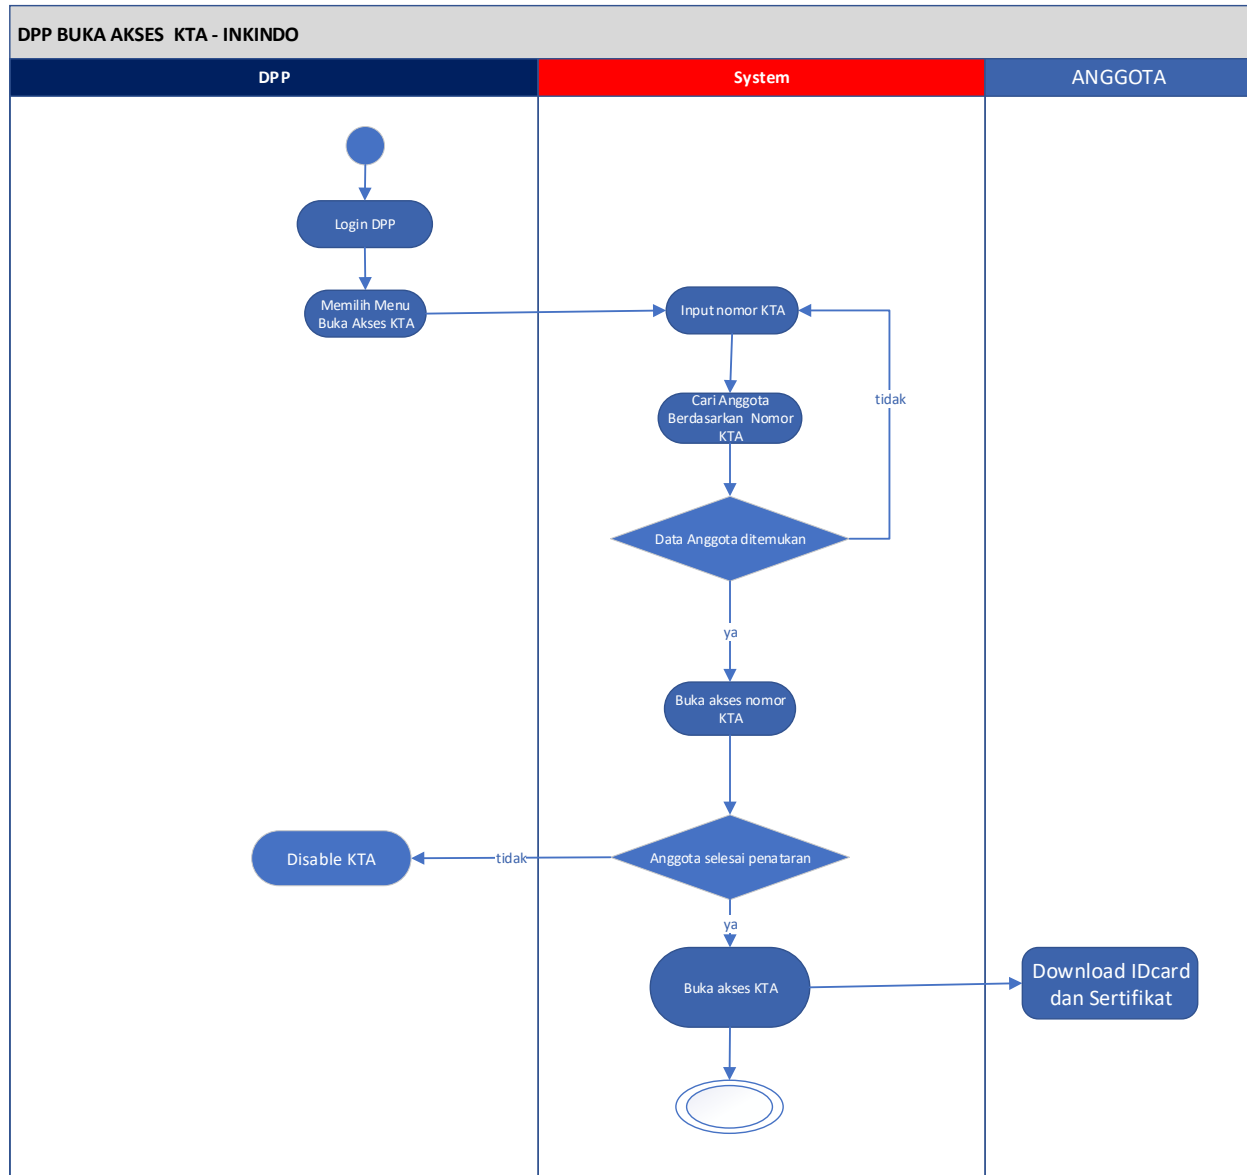 DPP BUKA AKSES  KTA - INKINDO
DPP
System
ANGGOTA
Login DPP
Memilih Menu
Buka Akses KTA
Input nomor KTA
Cari Anggota
Berdasarkan  Nomor
KTA
tidak
Data Anggota ditemukan
ya
Buka akses nomor
KTA
Disable KTA
tidak
Anggota selesai penataran
ya
Buka akses KTA
Download IDcard
dan Sertifikat